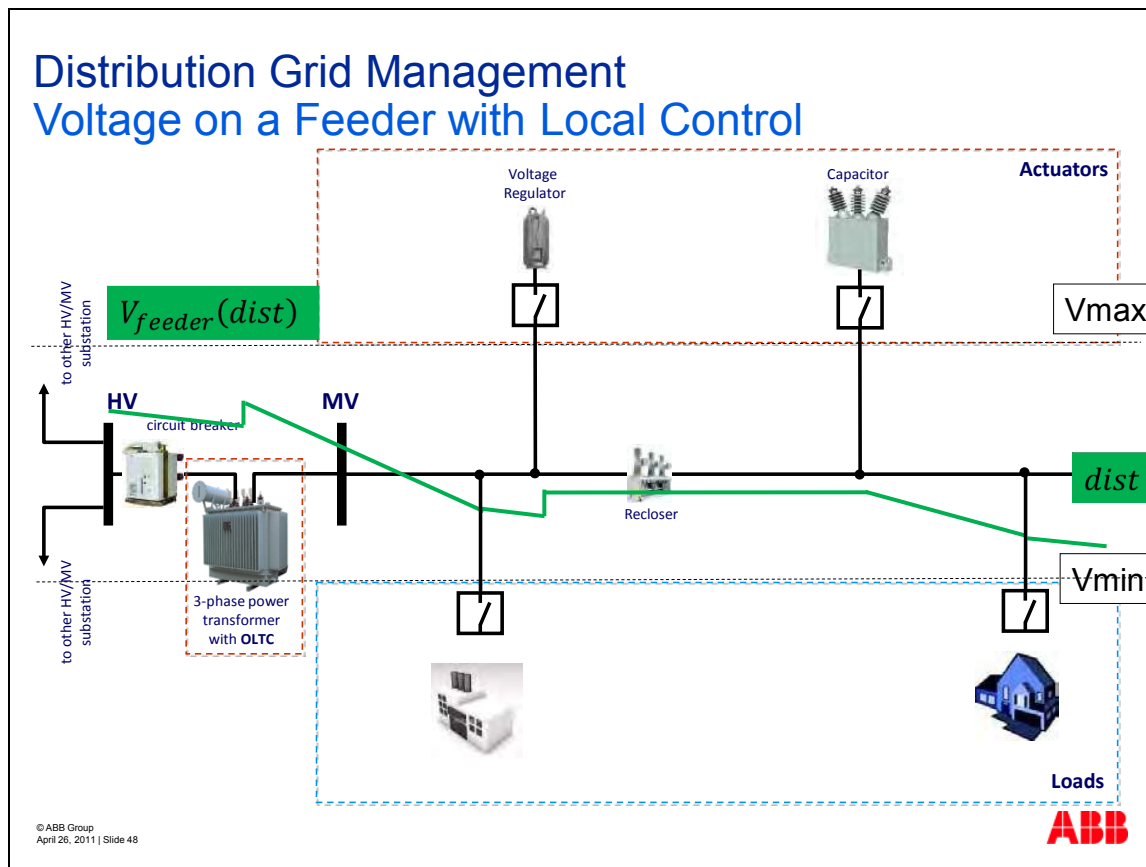 Distribution Grid Management
Voltage on a Feeder with Local Control
Voltage
Regulator
Capacitor
Actuators
V_{feeder}(dist)
Vmax
to other HV/MV
substation
HV
circuit breaker
MV
dist
Recloser
Vmin
to other HV/MV
substation
3-phase power
transformer
with OLTC
Loads
© ABB Group
April 26, 2011 | Slide 48
ABB